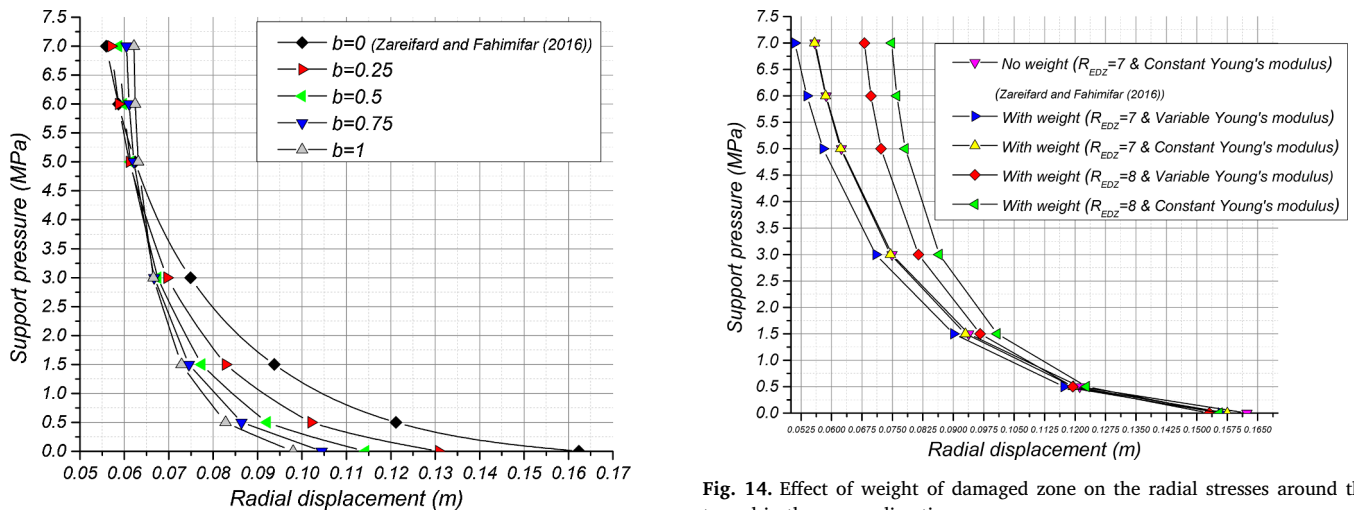 7.5
7.0
6.5
6.0
5.5
5.0
4.5
4.0
3.5
3.0
2.5
2.0
1.5
1.0
0.5
0.0
Support pressure (MPa)
b=0 (Zareifard and Fahimifar (2016))
b=0.25
b=0.5
b=0.75
b=1
0.05 0.06 0.07 0.08 0.09 0.10 0.11 0.12 0.13 0.14 0.15 0.16 0.17
Radial displacement (m)
7.5
7.0
6.5
6.0
5.5
5.0
4.5
4.0
3.5
3.0
2.5
2.0
1.5
1.0
0.5
0.0
Support pressure (MPa)
No weight (R_EDZ=7 & Constant Young's modulus)
(Zareifard and Fahimifar (2016))
With weight (R_EDZ=7 & Variable Young's modulus)
With weight (R_EDZ=7 & Constant Young's modulus)
With weight (R_EDZ=8 & Variable Young's modulus)
With weight (R_EDZ=8 & Constant Young's modulus)
0.0525 0.0600 0.0675 0.0750 0.0825 0.0900 0.0975 0.1050 0.1125 0.1200 0.1275 0.1350 0.1425 0.1500 0.1575 0.1650
Radial displacement (m)
Fig. 14. Effect of weight of damaged zone on the radial stresses around th